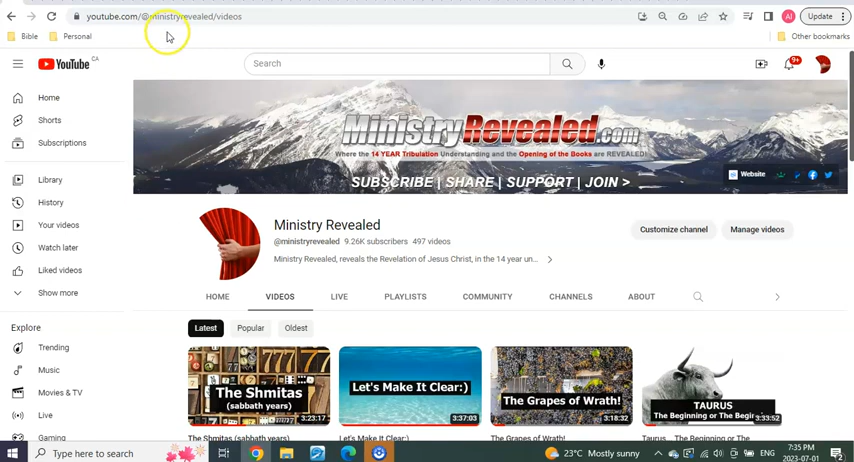 youtube.com/@ministryrevealed/videos
AI
Update
Bible
Personal
Other bookmarks
YouTube CA
Search
9+
Home
Shorts
Subscriptions
Library
History
Your videos
Watch later
Liked videos
Show more
Explore
Trending
Music
Movies & TV
Live
Gaming
MinistryRevealed.com
Where the 14 YEAR Tribulation Understanding and the Opening of the Books are REVEALED!
SUBSCRIBE | SHARE | SUPPORT | JOIN >
Website
Ministry Revealed
@ministryrevealed 9.26K subscribers 497 videos
Ministry Revealed, reveals the Revelation of Jesus Christ, in the 14 year un...
Customize channel
Manage videos
HOME
VIDEOS
LIVE
PLAYLISTS
COMMUNITY
CHANNELS
ABOUT
Latest
Popular
Oldest
The Shmitas
(sabbath years)
3:23:17
Let's Make It Clear:)
3:37:03
The Grapes of Wrath!
3:18:32
TAURUS
The Beginning or The Beg
3:33:52
The Shmitas (sabbath years)
Let's Make It Clear:)
The Grapes of Wrath!
Taurus
Type here to search
23°C Mostly sunny
ENG
7:35 PM
2023-07-01
2